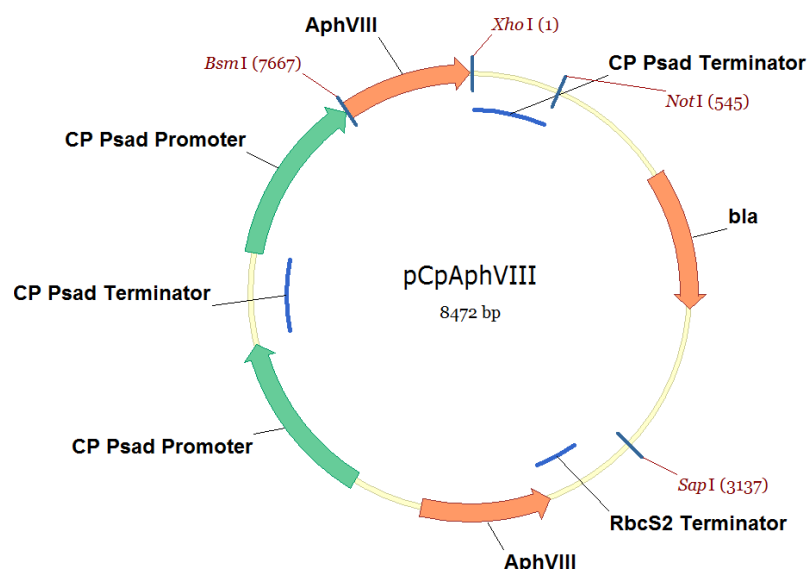 AphVIII
XhoI (1)
BsmI (7667)
CP Psad Terminator
NotI (545)
CP Psad Promoter
bla
pCpAphVIII
8472 bp
CP Psad Terminator
CP Psad Promoter
SapI (3137)
RbcS2 Terminator
AphVIII